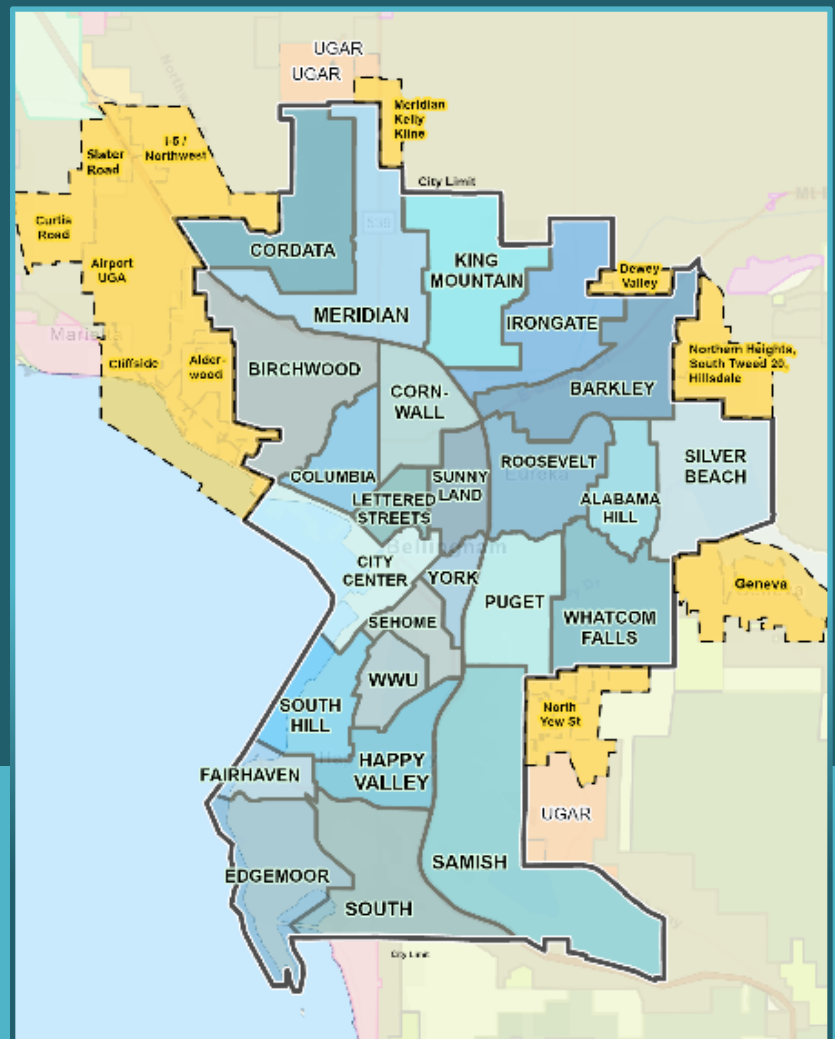 UGAR
UGAR
Meridian
Kelly
Kline
I-5 /
Northwest
Slater
Road
City Limit
Curtis
Road
CORDATA
KING
MOUNTAIN
Airport
UGA
Dewey
Valley
MERIDIAN
IRONGATE
Cliffside
Alder-
wood
BIRCHWOOD
Northern Heights,
South Tweed 20,
Hillsdale
CORN-
WALL
BARKLEY
COLUMBIA
SUNNY
LAND
ROOSEVELT
SILVER
BEACH
LETTERED
STREETS
ALABAMA
HILL
Eureka
Bellingham
CITY
CENTER
YORK
PUGET
Geneva
SEHOME
WHATCOM
FALLS
WWU
SOUTH
HILL
North
Yew St
HAPPY
VALLEY
FAIRHAVEN
UGAR
EDGEMOOR
SAMISH
SOUTH
City Limit